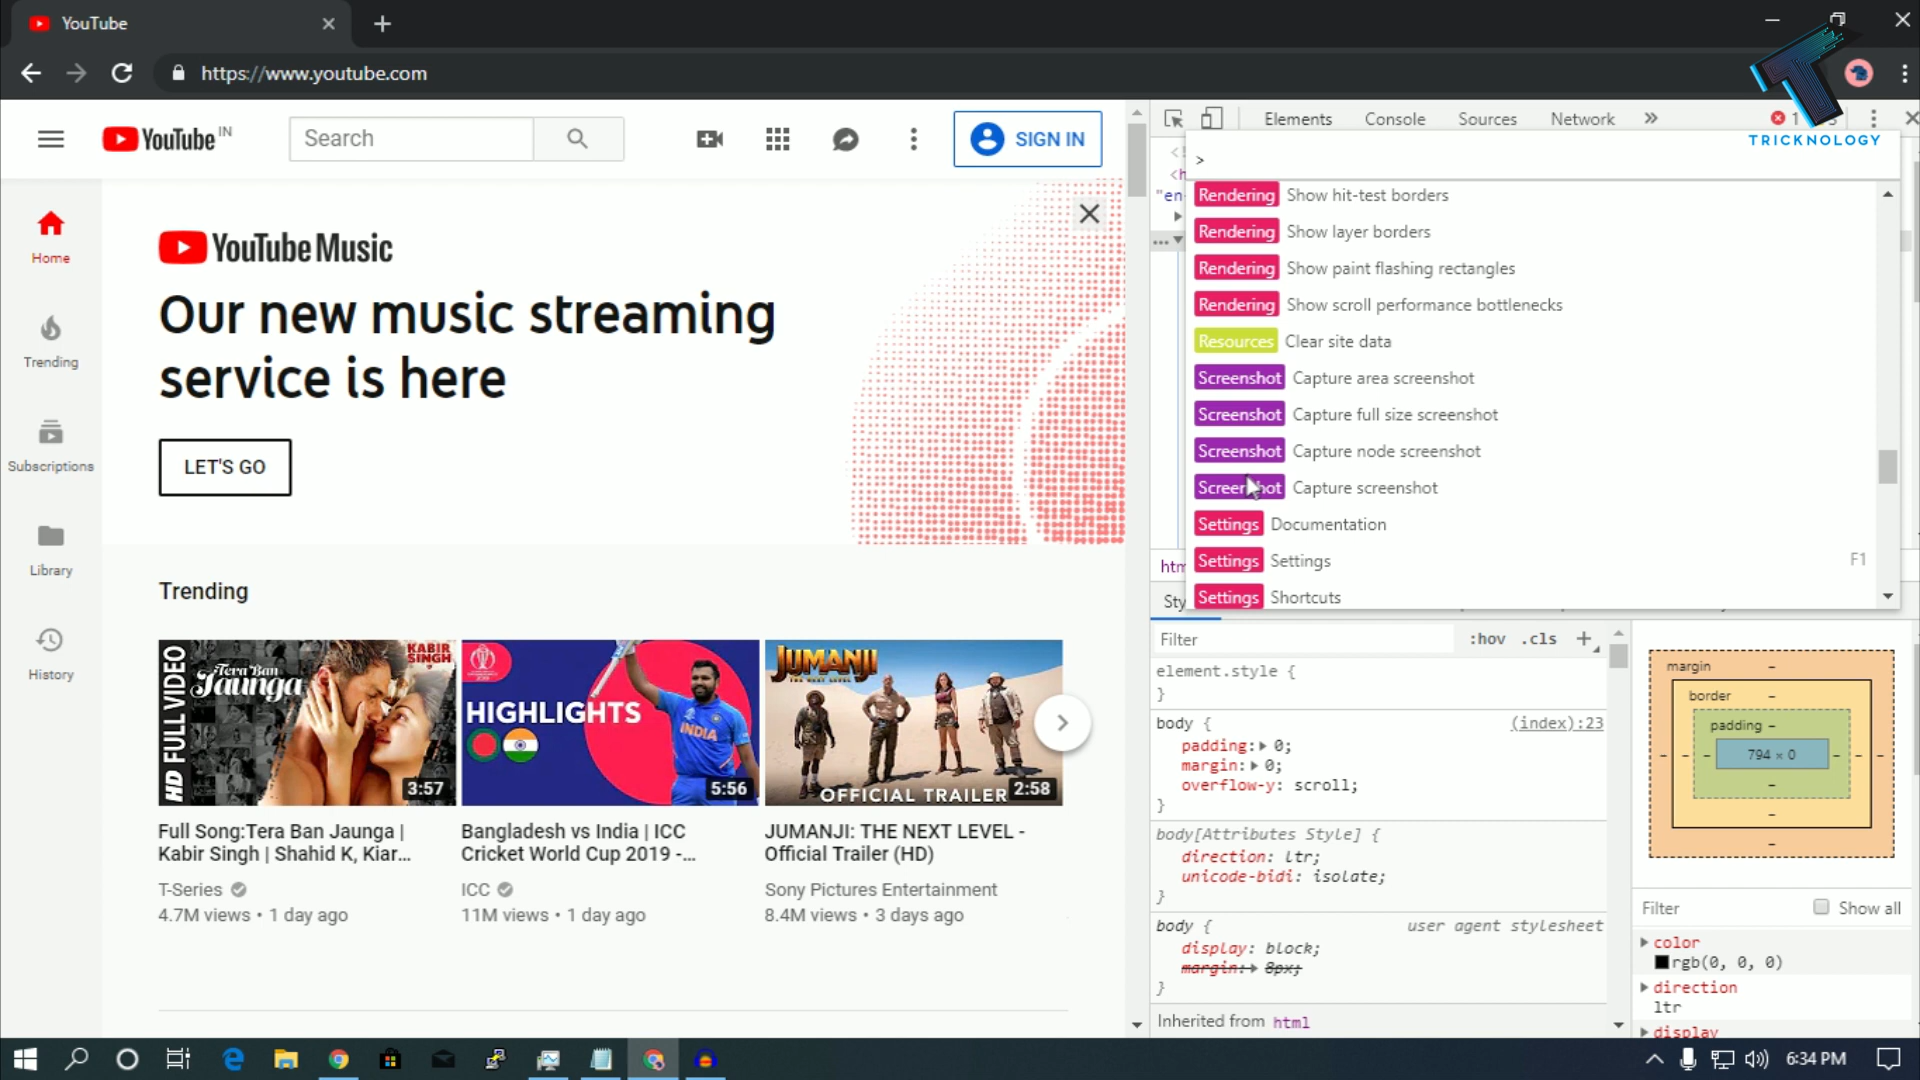 YouTube
https://www.youtube.com
TRICKNOLOGY
YouTube IN
Search
SIGN IN
Elements
Console
Sources
Network
1
>
Rendering Show hit-test borders
Rendering Show layer borders
Rendering Show paint flashing rectangles
Rendering Show scroll performance bottlenecks
Resources Clear site data
Screenshot Capture area screenshot
Screenshot Capture full size screenshot
Screenshot Capture node screenshot
Screenshot Capture screenshot
Settings Documentation
Settings Settings F1
Settings Shortcuts
Home
Trending
Subscriptions
Library
History
YouTube Music
Our new music streaming
service is here
LET'S GO
Trending
HD FULL VIDEO
Tera Ban
Jaunga
KABIR
SINGH
3:57
HIGHLIGHTS
INDIA
5:56
JUMANJI
THE NEXT LEVEL
OFFICIAL TRAILER
2:58
Full Song:Tera Ban Jaunga |
Kabir Singh | Shahid K, Kiar...
T-Series
4.7M views • 1 day ago
Bangladesh vs India | ICC
Cricket World Cup 2019 -...
ICC
11M views • 1 day ago
JUMANJI: THE NEXT LEVEL -
Official Trailer (HD)
Sony Pictures Entertainment
8.4M views • 3 days ago
Filter
:hov .cls +
element.style {
}
body { (index):23
padding: 0;
margin: 0;
overflow-y: scroll;
}
body[Attributes Style] {
direction: ltr;
unicode-bidi: isolate;
}
body { user agent stylesheet
display: block;
margin: 8px;
}
Inherited from html
margin –
border –
padding –
794 × 0
Filter
Show all
color
rgb(0, 0, 0)
direction
ltr
display
6:34 PM